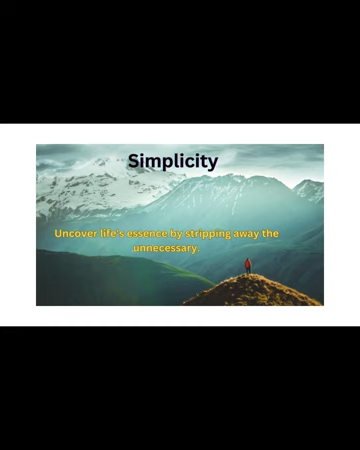 Simplicity
Uncover life's essence by stripping away the
unnecessary.